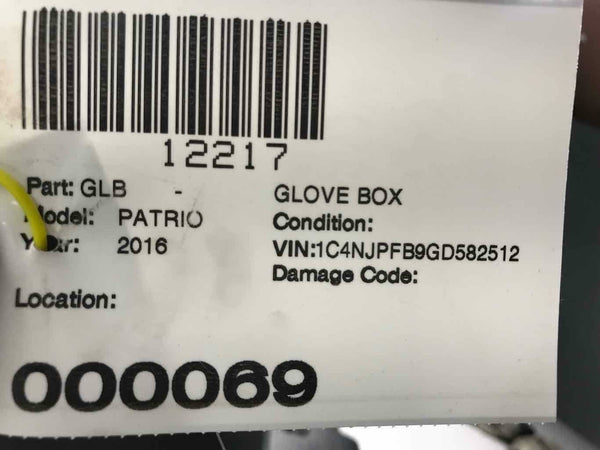 12217
Part: GLB - GLOVE BOX
Model: PATRIO Condition:
Year: 2016 VIN:1C4NJPFB9GD582512
Damage Code:
Location:
000069